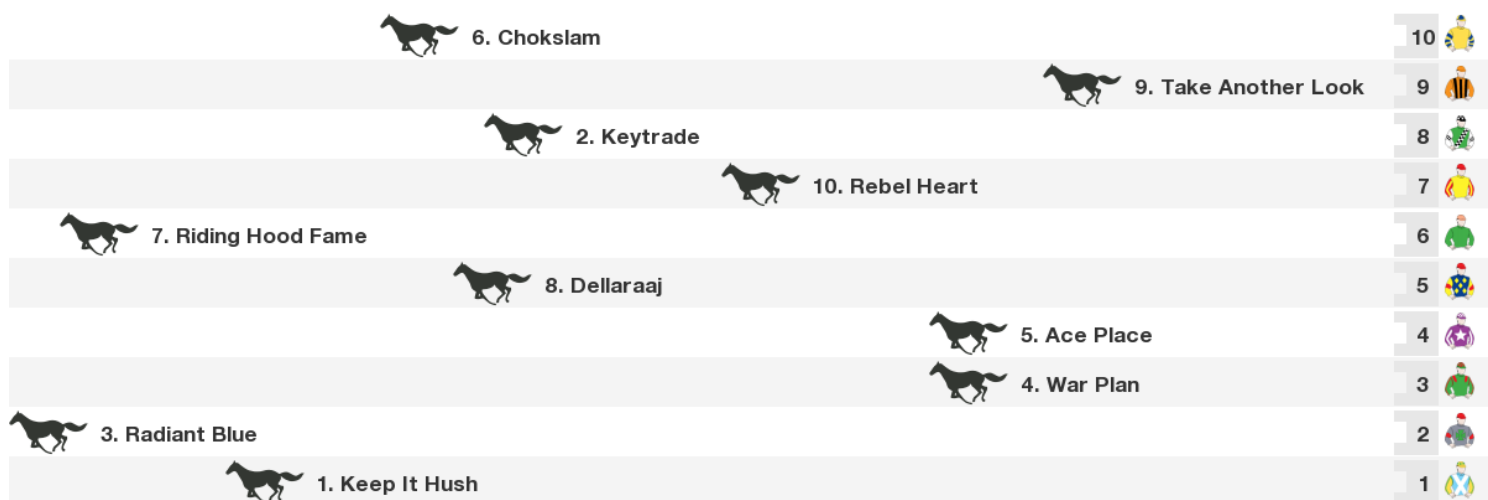 6. Chokslam 10
9. Take Another Look 9
2. Keytrade 8
10. Rebel Heart 7
7. Riding Hood Fame 6
8. Dellaraaj 5
5. Ace Place 4
4. War Plan 3
3. Radiant Blue 2
1. Keep It Hush 1